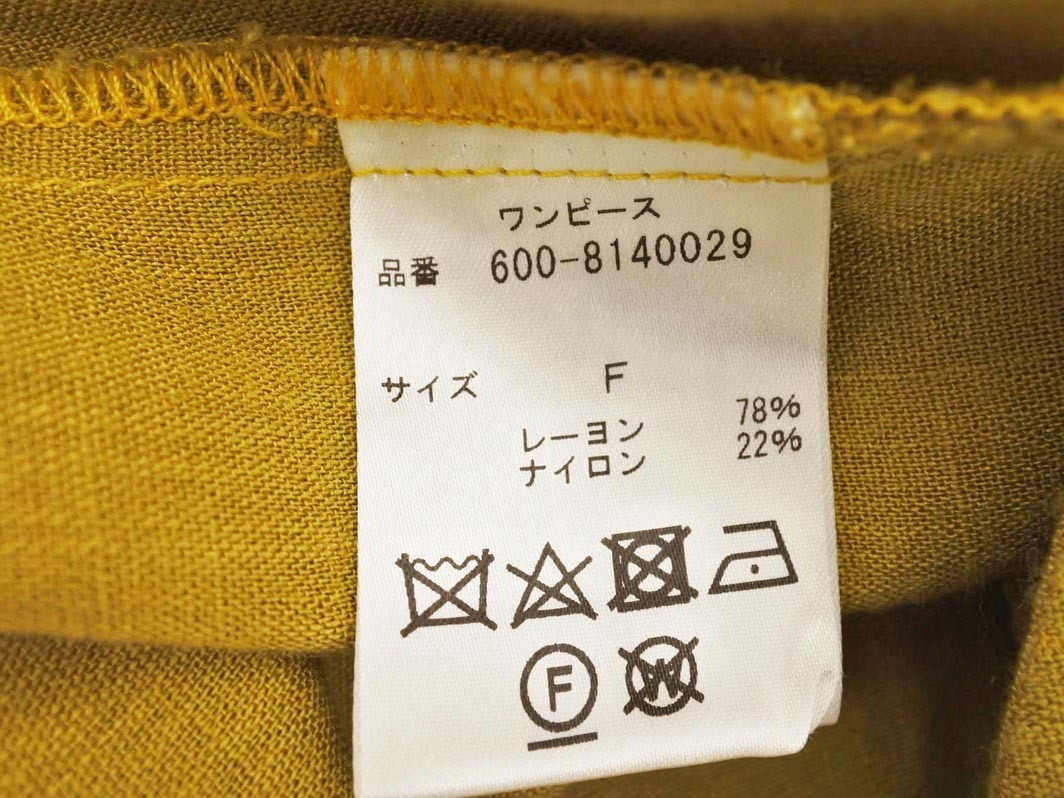 ワンピース
品番 600-8140029
サイズ F
レーヨン 78%
ナイロン 22%
F
W